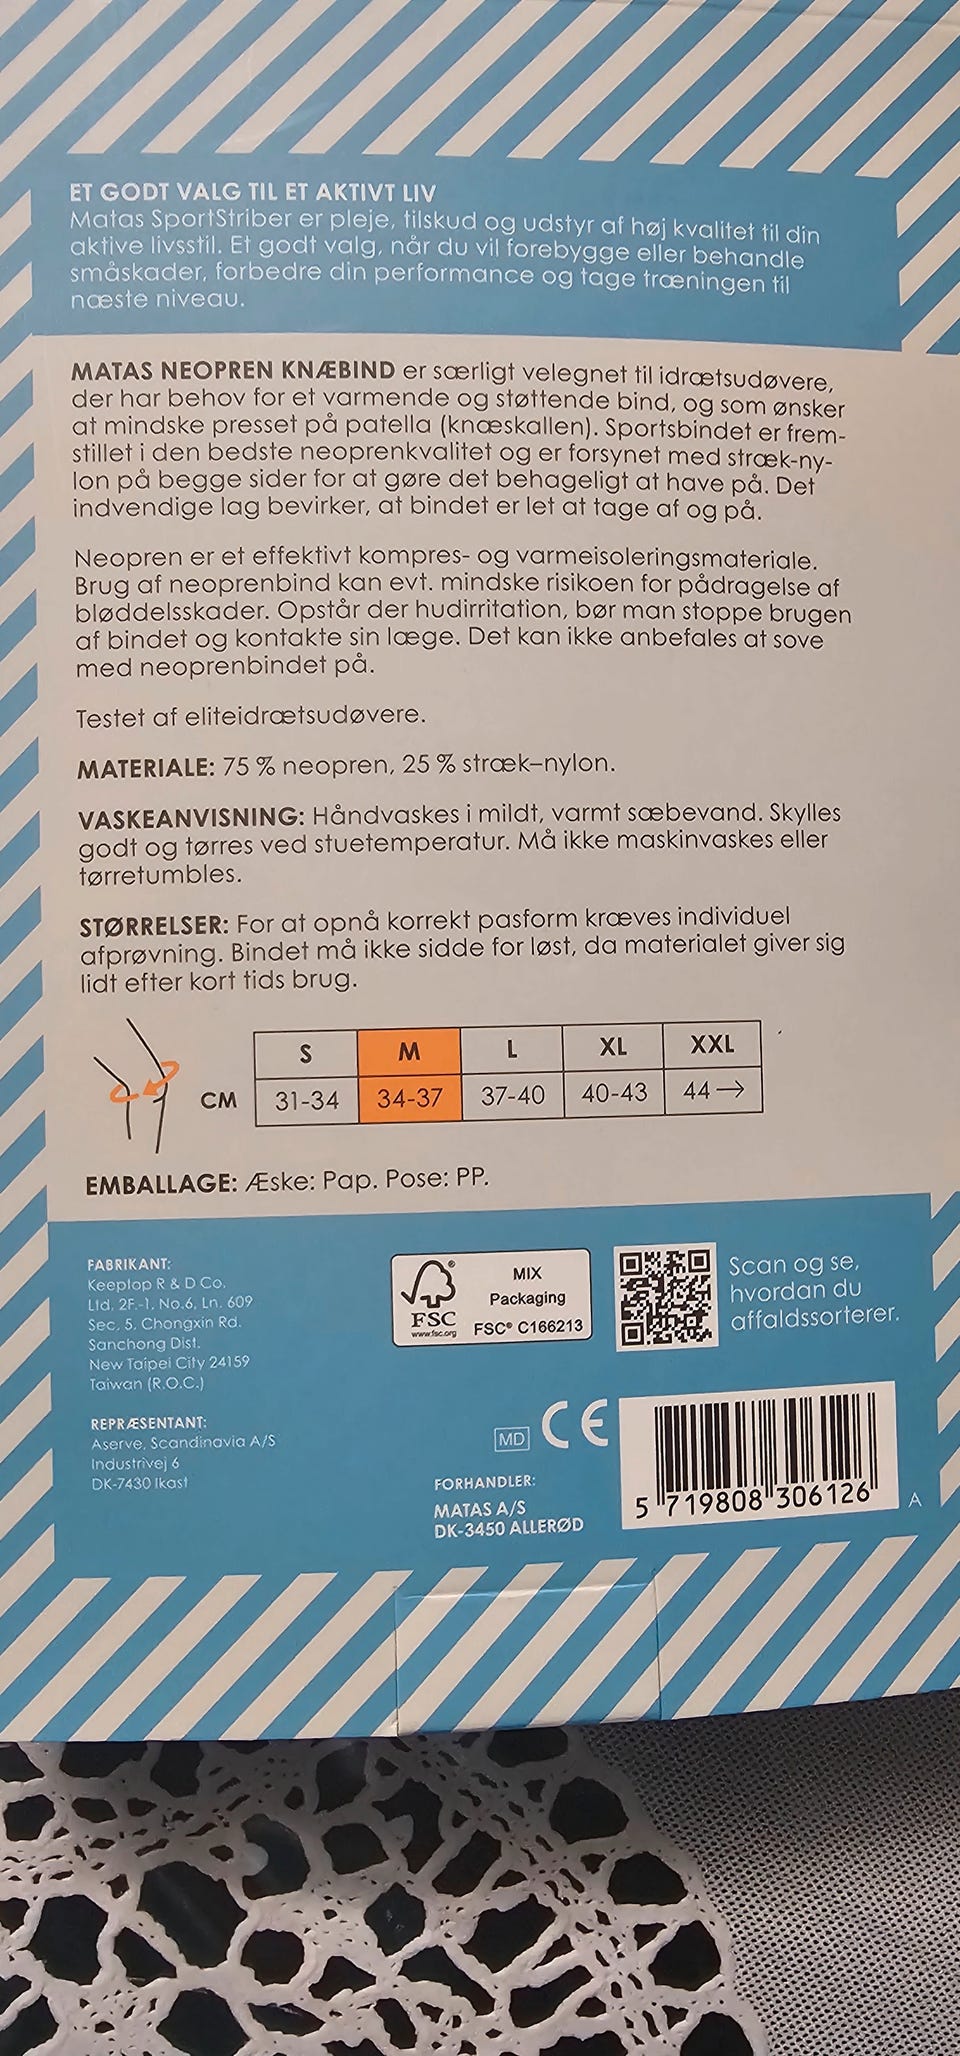 ET GODT VALG TIL ET AKTIVT LIV
Matas SportStriber er pleje, tilskud og udstyr af høj kvalitet til din
aktive livsstil. Et godt valg, når du vil forebygge eller behandle
småskader, forbedre din performance og tage træningen til
næste niveau.
MATAS NEOPREN KNÆBIND er særligt velegnet til idrætsudøvere,
der har behov for et varmende og støttende bind, og som ønsker
at mindske presset på patella (knæskallen). Sportsbindet er frem-
stillet i den bedste neoprenkvalitet og er forsynet med stræk-ny-
lon på begge sider for at gøre det behageligt at have på. Det
indvendige lag bevirker, at bindet er let at tage af og på.
Neopren er et effektivt kompres- og varmeisoleringsmateriale.
Brug af neoprenbind kan evt. mindske risikoen for pådragelse af
bløddelsskader. Opstår der hudirritation, bør man stoppe brugen
af bindet og kontakte sin læge. Det kan ikke anbefales at sove
med neoprenbindet på.
Testet af eliteidrætsudøvere.
MATERIALE: 75 % neopren, 25 % stræk–nylon.
VASKEANVISNING: Håndvaskes i mildt, varmt sæbevand. Skylles
godt og tørres ved stuetemperatur. Må ikke maskinvaskes eller
tørretumbles.
STØRRELSER: For at opnå korrekt pasform kræves individuel
afprøvning. Bindet må ikke sidde for løst, da materialet giver sig
lidt efter kort tids brug.
S M L XL XXL
CM 31-34 34-37 37-40 40-43 44→
EMBALLAGE: Æske: Pap. Pose: PP.
FABRIKANT:
Keeptop R & D Co.
Ltd. 2F.-1, No.6, Ln. 609
Sec. 5, Chongxin Rd.
Sanchong Dist.
New Taipei City 24159
Taiwan (R.O.C.)
REPRÆSENTANT:
Aserve, Scandinavia A/S
Industrivej 6
DK-7430 Ikast
FSC
www.fsc.org
MIX
Packaging
FSC® C166213
Scan og se,
hvordan du
affaldssorterer.
MD CE
FORHANDLER:
MATAS A/S
DK-3450 ALLERØD
5 719808 306126
A